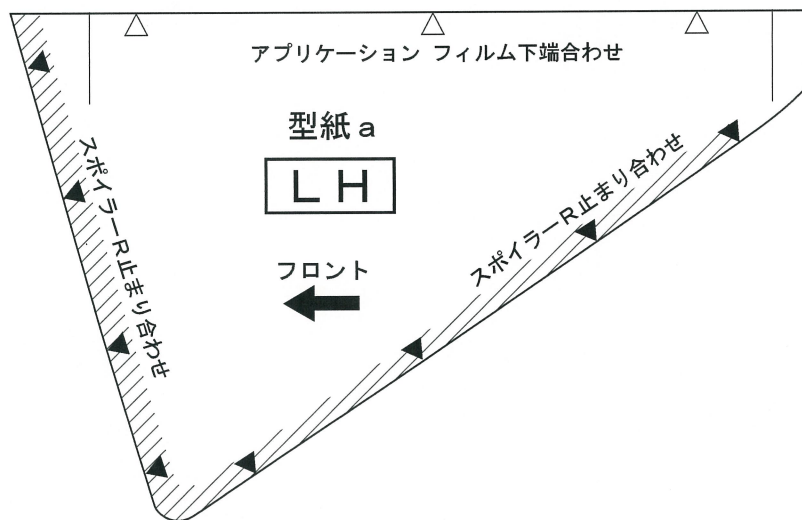 アプリケーション フィルム下端合わせ
型紙a
LH
フロント
スポイラーR止まり合わせ
スポイラーR止まり合わせ